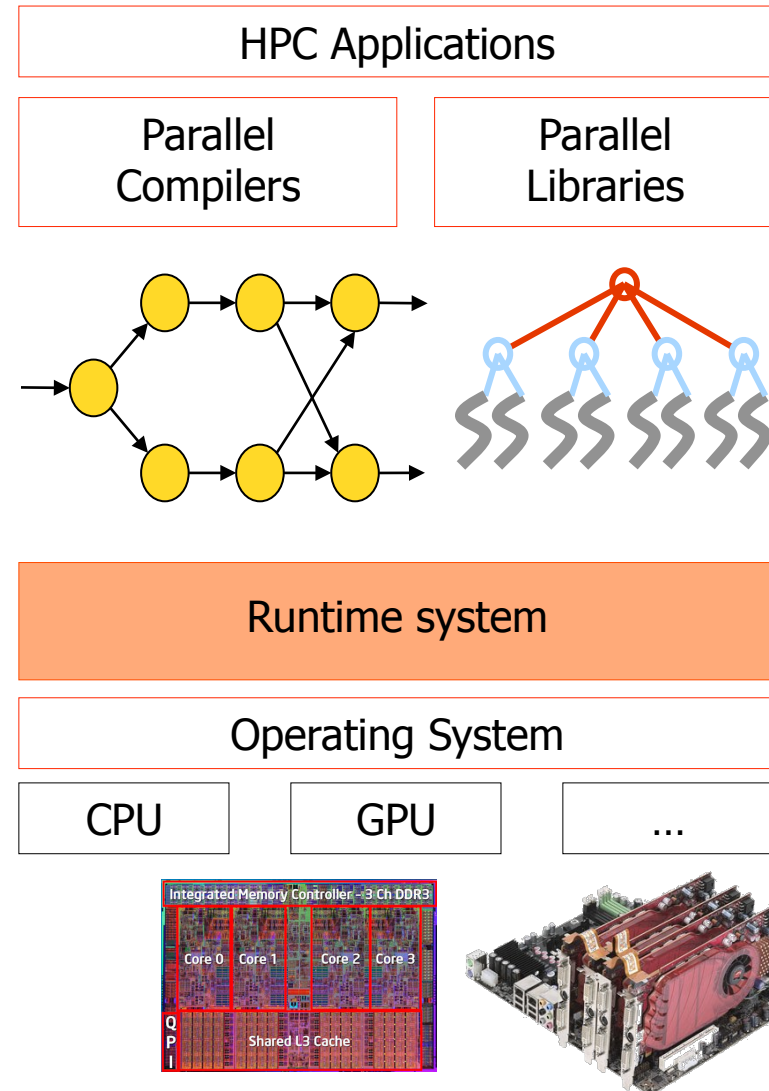 HPC Applications
Parallel
Compilers
Parallel
Libraries
Runtime system
Operating System
CPU
GPU
...
Integrated Memory Controller – 3 Ch DDR3
Core 0
Core 1
Core 2
Core 3
Q
P
I
Shared L3 Cache